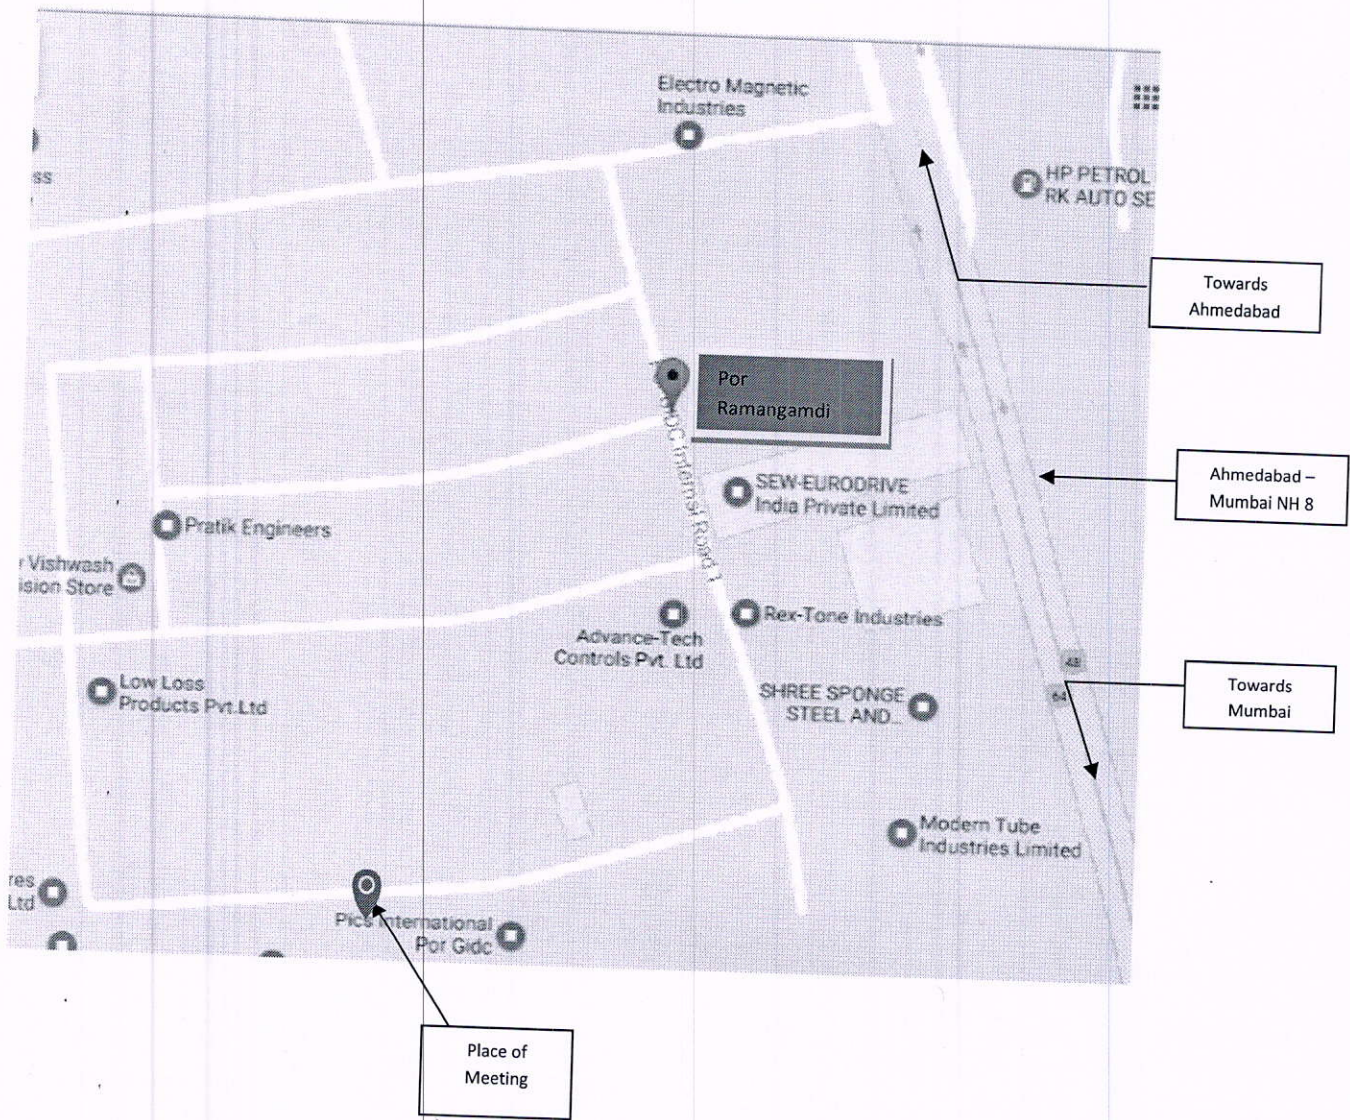 Electro Magnetic
Industries
ss
HP PETROL
RK AUTO SE
Towards
Ahmedabad
Por
Ramangamdi
Internal Road 1
SEW-EURODRIVE
India Private Limited
Ahmedabad –
Mumbai NH 8
Pratik Engineers
r Vishwash
ision Store
Rex-Tone Industries
Advance-Tech
Controls Pvt. Ltd
48
64
Low Loss
Products Pvt.Ltd
SHREE SPONGE
STEEL AND...
Towards
Mumbai
Modern Tube
Industries Limited
res
Ltd
Pics International
Por Gidc
Place of
Meeting